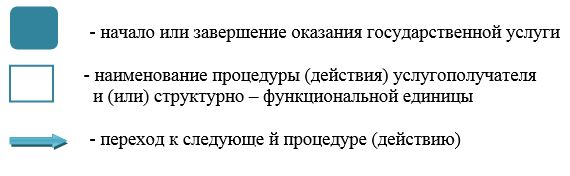 - начало или завершение оказания государственной услуги
- наименование процедуры (действия) услугополучателя
и (или) структурно – функциональной единицы
- переход к следующе й процедуре (действию)